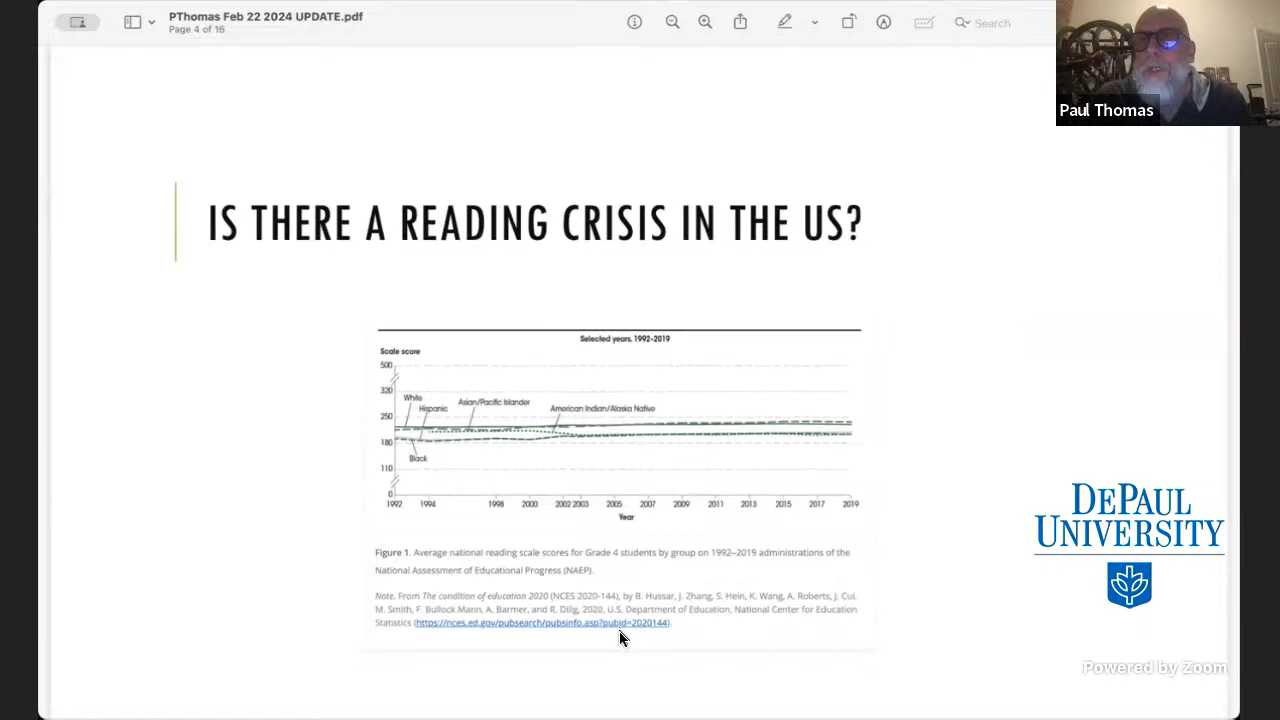 PThomas Feb 22 2024 UPDATE.pdf
Page 4 of 16
Search
Paul Thomas
IS THERE A READING CRISIS IN THE US?
Selected years, 1992–2019
Scale score
500
320
250
180
110
0
White
Hispanic
Asian/Pacific Islander
American Indian/Alaska Native
Black
1992 1994 1998 2000 2002 2003 2005 2007 2009 2011 2013 2015 2017 2019
Year
Figure 1. Average national reading scale scores for Grade 4 students by group on 1992–2019 administrations of the
National Assessment of Educational Progress (NAEP).
Note. From The condition of education 2020 (NCES 2020-144), by B. Hussar, J. Zhang, S. Hein, K. Wang, A. Roberts, J. Cui,
M. Smith, F. Bullock Mann, A. Barmer, and R. Dilig, 2020, U.S. Department of Education, National Center for Education
Statistics (https://nces.ed.gov/pubsearch/pubsinfo.asp?pubid=2020144).
DEPAUL
UNIVERSITY
Powered by Zoom